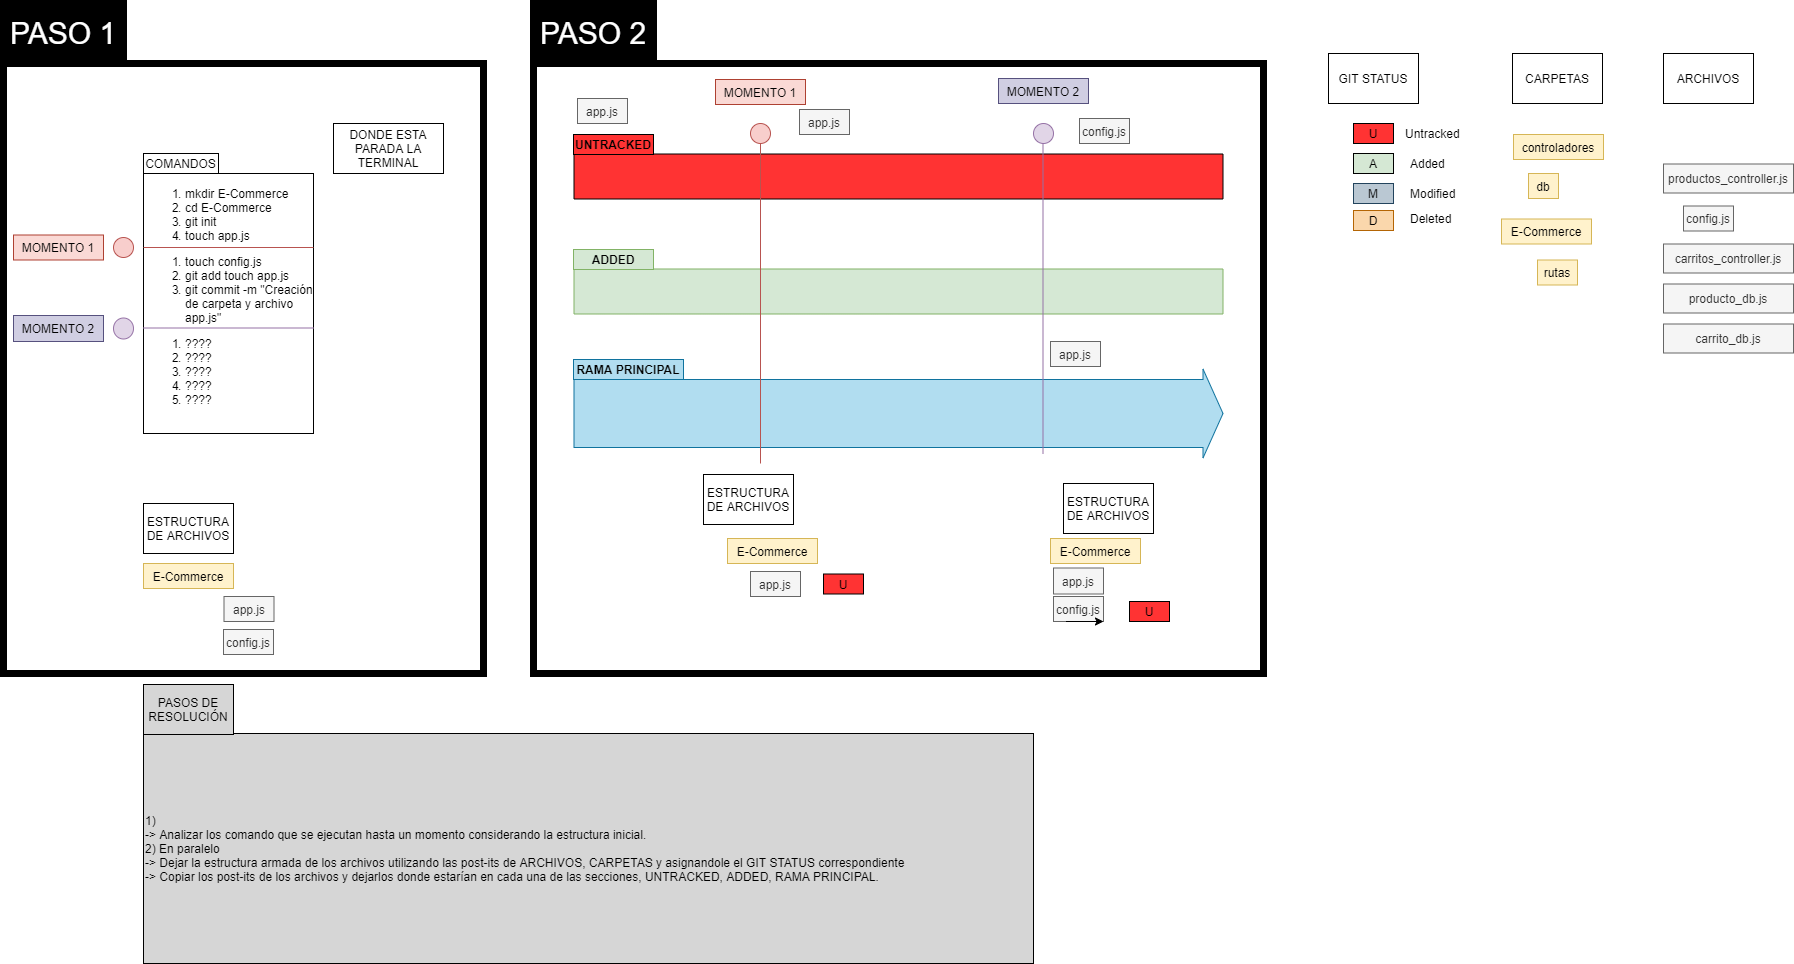 PASO 1
DONDE ESTA
PARADA LA
TERMINAL
COMANDOS
1. mkdir E-Commerce
2. cd E-Commerce
3. git init
4. touch app.js
MOMENTO 1
1. touch config.js
2. git add touch app.js
3. git commit -m "Creación
de carpeta y archivo
app.js"
MOMENTO 2
1. ????
2. ????
3. ????
4. ????
5. ????
ESTRUCTURA
DE ARCHIVOS
E-Commerce
app.js
config.js
PASO 2
MOMENTO 1
MOMENTO 2
app.js
app.js
config.js
UNTRACKED
ADDED
app.js
RAMA PRINCIPAL
ESTRUCTURA
DE ARCHIVOS
E-Commerce
app.js
U
ESTRUCTURA
DE ARCHIVOS
E-Commerce
app.js
config.js
U
GIT STATUS
U Untracked
A Added
M Modified
D Deleted
CARPETAS
controladores
db
E-Commerce
rutas
ARCHIVOS
productos_controller.js
config.js
carritos_controller.js
producto_db.js
carrito_db.js
PASOS DE
RESOLUCIÓN
1)
-> Analizar los comando que se ejecutan hasta un momento considerando la estructura inicial.
2) En paralelo
-> Dejar la estructura armada de los archivos utilizando las post-its de ARCHIVOS, CARPETAS y asignandole el GIT STATUS correspondiente
-> Copiar los post-its de los archivos y dejarlos donde estarían en cada una de las secciones, UNTRACKED, ADDED, RAMA PRINCIPAL.